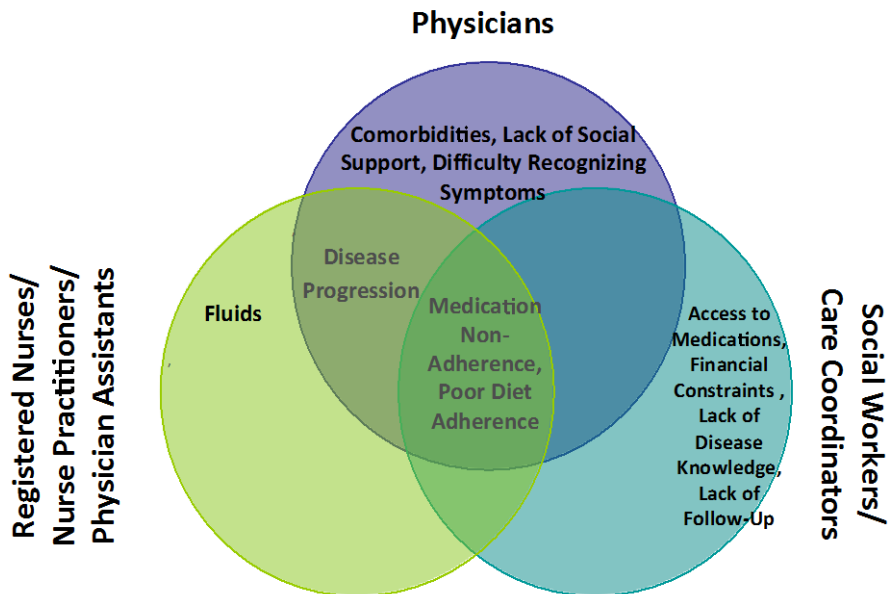 Physicians
Comorbidities, Lack of Social
Support, Difficulty Recognizing
Symptoms
Disease
Progression
Fluids
Medication
Non-
Adherence,
Poor Diet
Adherence
Access to
Medications,
Financial
Constraints ,
Lack of
Disease
Knowledge,
Lack of
Follow-Up
Registered Nurses/
Nurse Practitioners/
Physician Assistants
Social Workers/
Care Coordinators